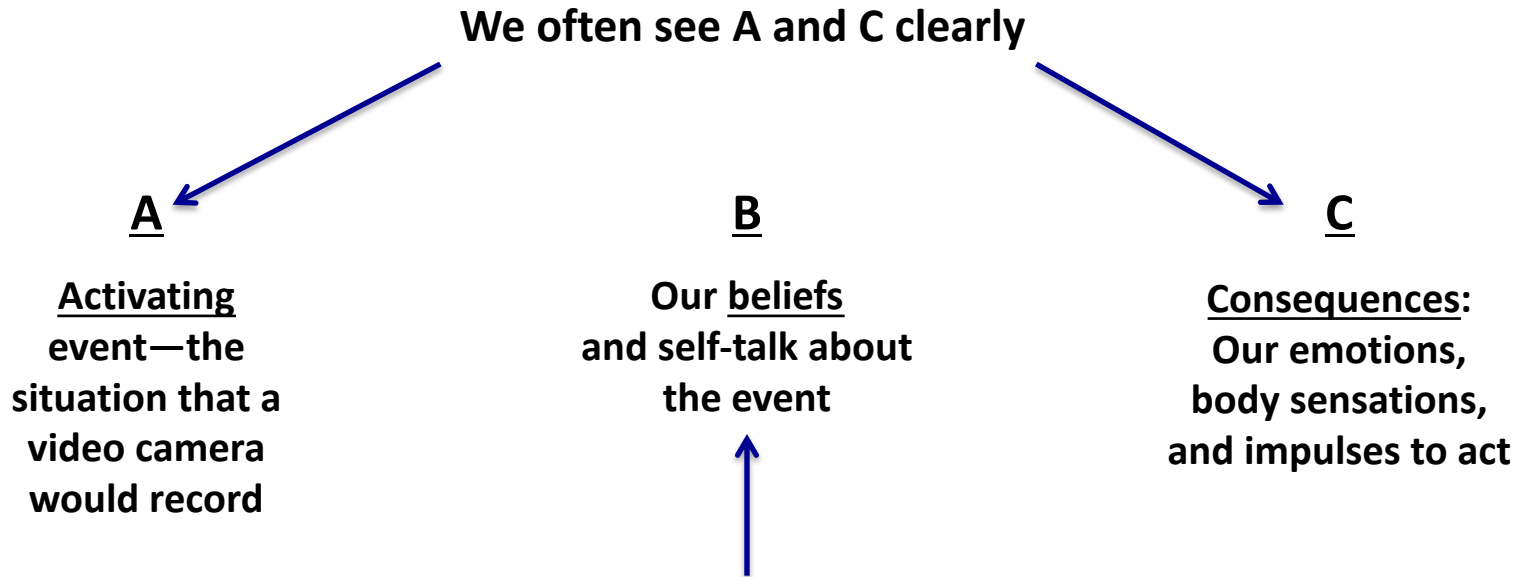 We often see A and C clearly
A
Activating
event—the
situation that a
video camera
would record
B
Our beliefs
and self-talk about
the event
C
Consequences:
Our emotions,
body sensations,
and impulses to act